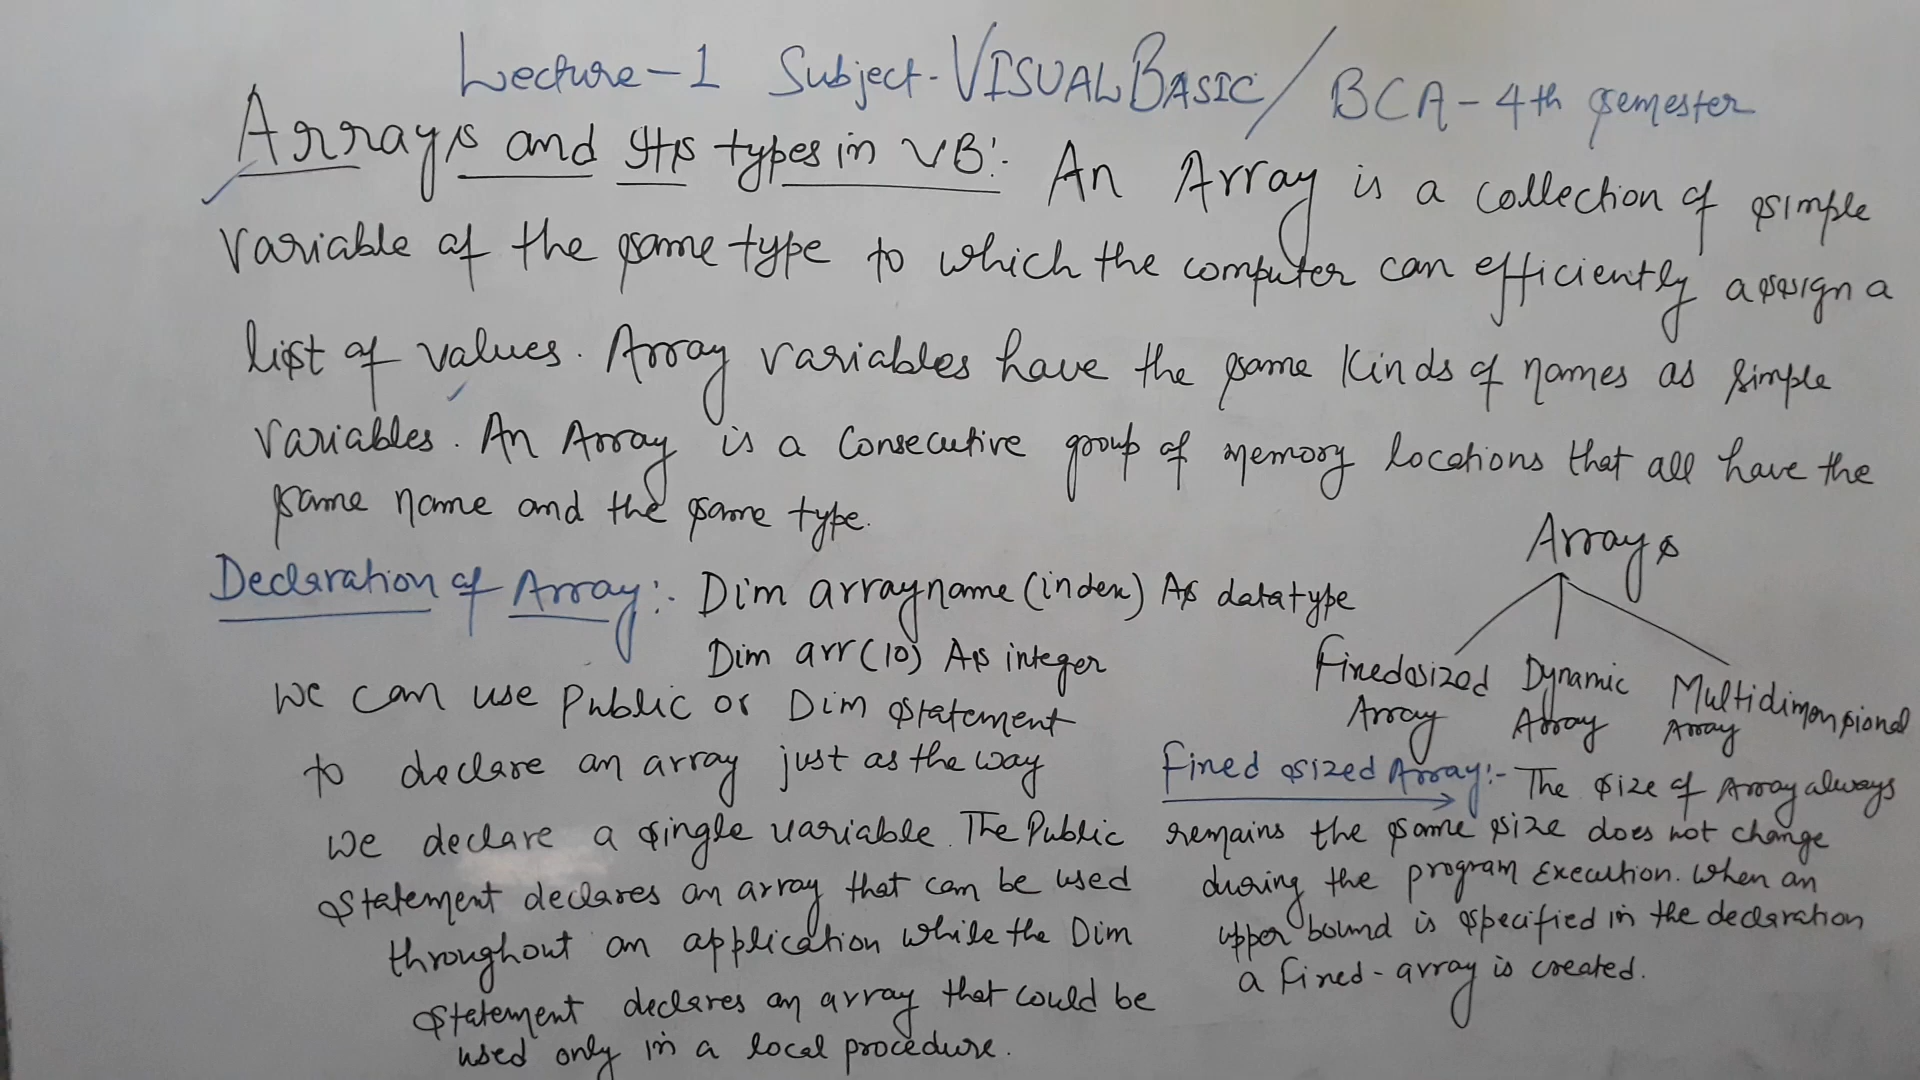 Lecture-1 Subject-VISUAL BASIC/BCA-4th semester
Arrays and Its types in VB:- An Array is a collection of simple
variable of the same type to which the computer can efficiently assign a
list of values. Array variables have the same kinds of names as simple
variables. An Array is a consecutive group of memory locations that all have the
same name and the same type.
Arrays
Fixedsized Array
Dynamic Array
Multidimensional Array
Declaration of Array:- Dim arrayname (index) As datatype
Dim arr(10) As integer
we can use public or Dim statement
to declare an array just as the way
we declare a single variable. The Public
statement declares an array that can be used
throughout an application while the Dim
statement declares an array that could be
used only in a local procedure.
Fixed sized Array:- The size of Array always
remains the same size does not change
during the program execution. When an
upper bound is specified in the declaration
a fixed-array is created.